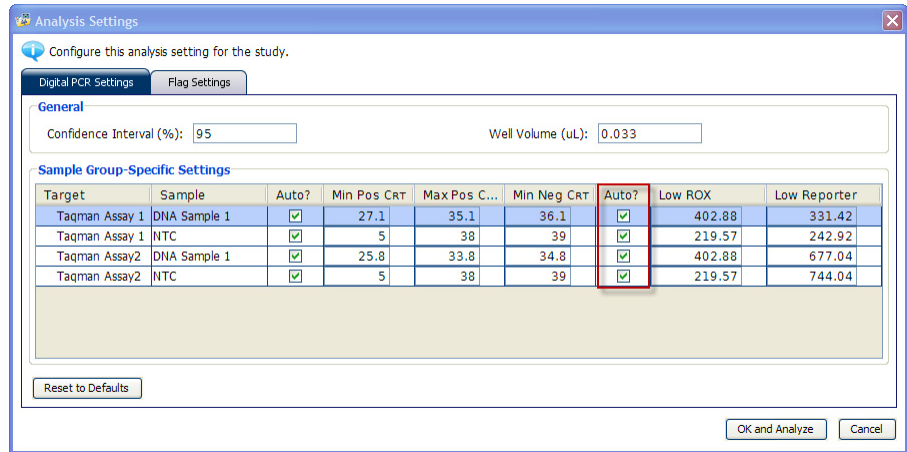 Analysis Settings
Configure this analysis setting for the study.
Digital PCR Settings Flag Settings
General
Confidence Interval (%): 95 Well Volume (uL): 0.033
Sample Group-Specific Settings
Target Sample Auto? Min Pos CRT Max Pos C... Min Neg CRT Auto? Low ROX Low Reporter
Taqman Assay 1 DNA Sample 1 27.1 35.1 36.1 402.88 331.42
Taqman Assay 1 NTC 5 38 39 219.57 242.92
Taqman Assay2 DNA Sample 1 25.8 33.8 34.8 402.88 677.04
Taqman Assay2 NTC 5 38 39 219.57 744.04
Reset to Defaults
OK and Analyze Cancel